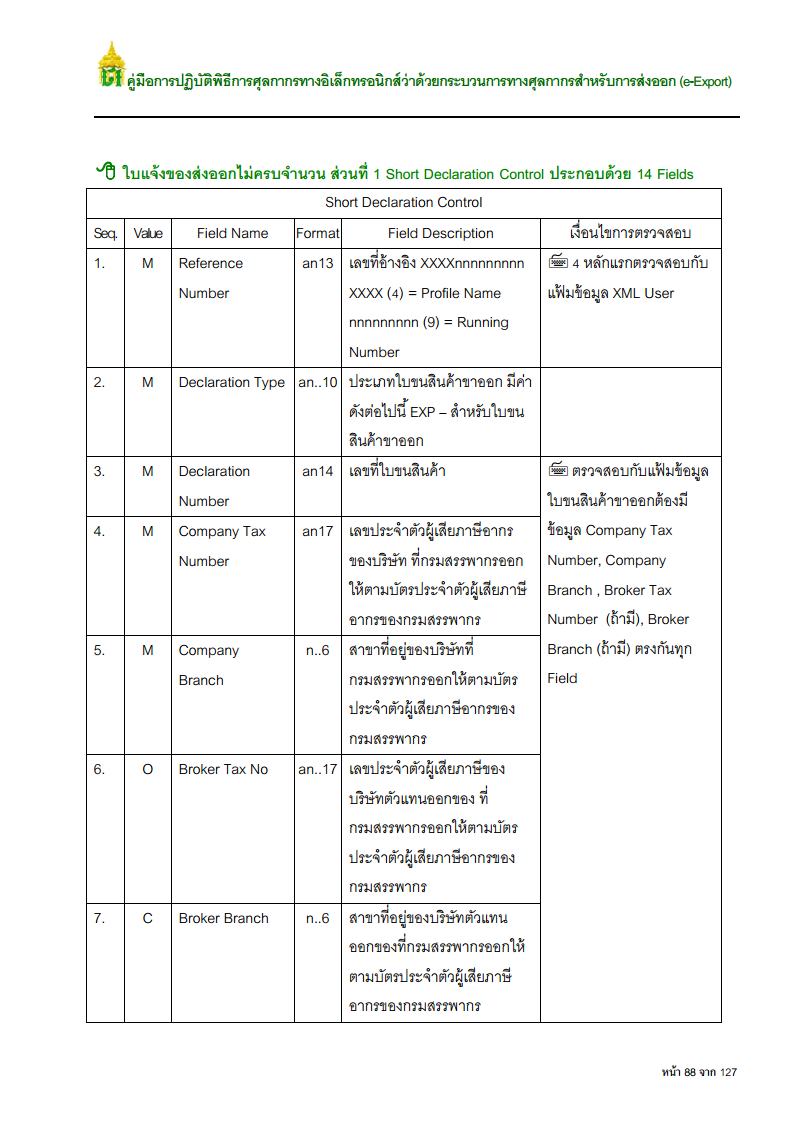 คู่มือการปฏิบัติพิธีการศุลกากรทางอิเล็กทรอนิกส์ว่าด้วยกระบวนการทางศุลกากรสำหรับการส่งออก (e-Export)
ใบแจ้งของส่งออกไม่ครบจำนวน ส่วนที่ 1 Short Declaration Control ประกอบด้วย 14 Fields
Short Declaration Control
Seq. Value Field Name Format Field Description เงื่อนไขการตรวจสอบ
1. M Reference an13 เลขที่อ้างอิง XXXXnnnnnnnnn 4 หลักแรกตรวจสอบกับ
Number XXXX (4) = Profile Name แฟ้มข้อมูล XML User
nnnnnnnnn (9) = Running
Number
2. M Declaration Type an..10 ประเภทใบขนสินค้าขาออก มีค่า
ดังต่อไปนี้ EXP – สำหรับใบขน
สินค้าขาออก
3. M Declaration an14 เลขที่ใบขนสินค้า ตรวจสอบกับแฟ้มข้อมูล
Number ใบขนสินค้าขาออกต้องมี
4. M Company Tax an17 เลขประจำตัวผู้เสียภาษีอากร ข้อมูล Company Tax
Number ของบริษัท ที่กรมสรรพากรออก Number, Company
ให้ตามบัตรประจำตัวผู้เสียภาษี Branch , Broker Tax
อากรของกรมสรรพากร Number (ถ้ามี), Broker
5. M Company n..6 สาขาที่อยู่ของบริษัทที่ Branch (ถ้ามี) ตรงกันทุก
Branch กรมสรรพากรออกให้ตามบัตร Field
ประจำตัวผู้เสียภาษีอากรของ
กรมสรรพากร
6. O Broker Tax No an..17 เลขประจำตัวผู้เสียภาษีของ
บริษัทตัวแทนออกของ ที่
กรมสรรพากรออกให้ตามบัตร
ประจำตัวผู้เสียภาษีอากรของ
กรมสรรพากร
7. C Broker Branch n..6 สาขาที่อยู่ของบริษัทตัวแทน
ออกของที่กรมสรรพากรออกให้
ตามบัตรประจำตัวผู้เสียภาษี
อากรของกรมสรรพากร
หน้า 88 จาก 127